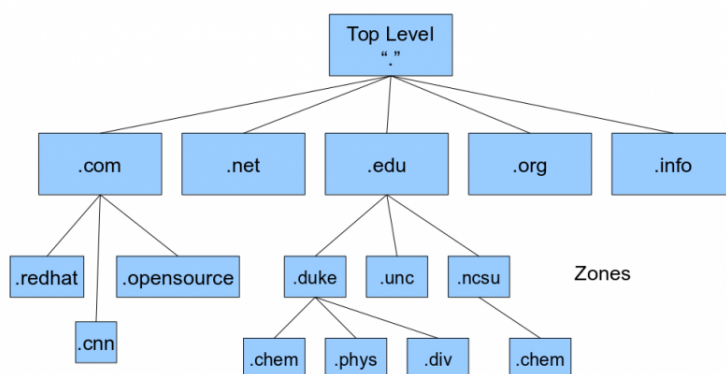 Top Level
“.”
.com
.net
.edu
.org
.info
.redhat
.opensource
.duke
.unc
.ncsu
Zones
.cnn
.chem
.phys
.div
.chem